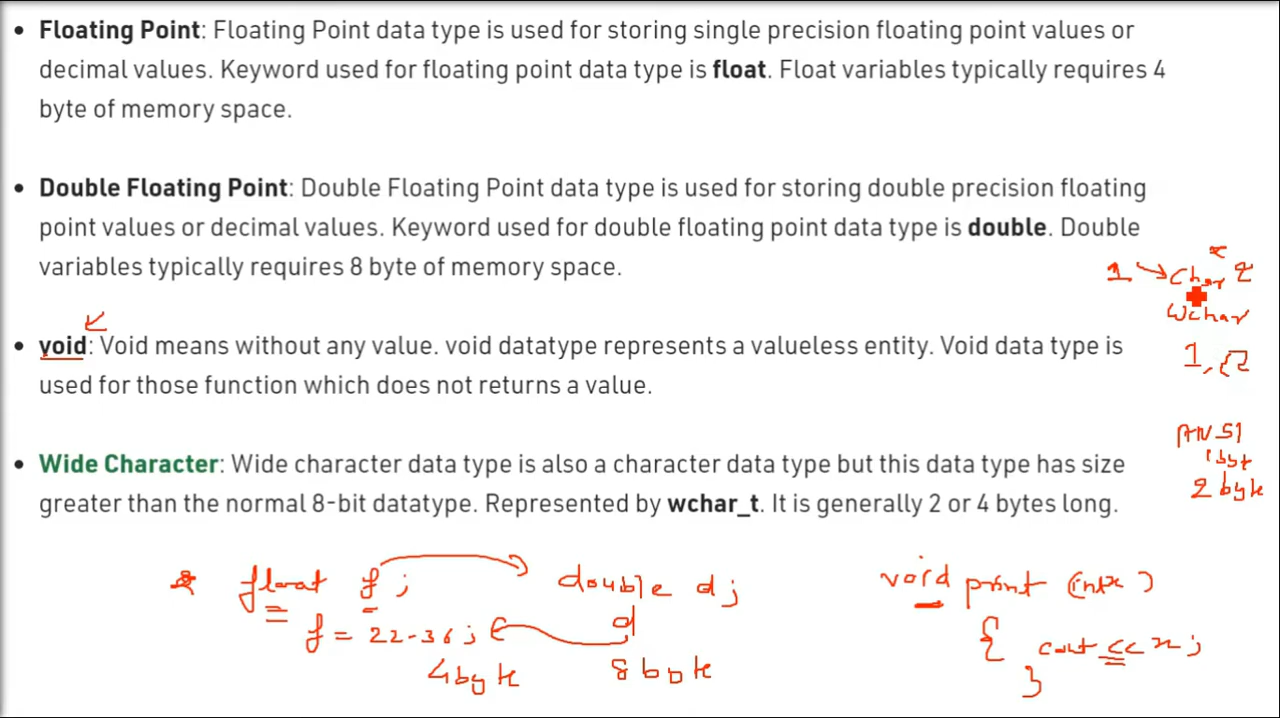 • Floating Point: Floating Point data type is used for storing single precision floating point values or
decimal values. Keyword used for floating point data type is float. Float variables typically requires 4
byte of memory space.
• Double Floating Point: Double Floating Point data type is used for storing double precision floating
point values or decimal values. Keyword used for double floating point data type is double. Double
variables typically requires 8 byte of memory space.
1 → char
wchar
• void: Void means without any value. void datatype represents a valueless entity. Void data type is
used for those function which does not returns a value.
1,
ANSI
1 byt
2 byte
• Wide Character: Wide character data type is also a character data type but this data type has size
greater than the normal 8-bit datatype. Represented by wchar_t. It is generally 2 or 4 bytes long.
float f ; double d; void print (int x )
f = 22.36 ; d
{ cout << x ;
4 byte 8 byte
}